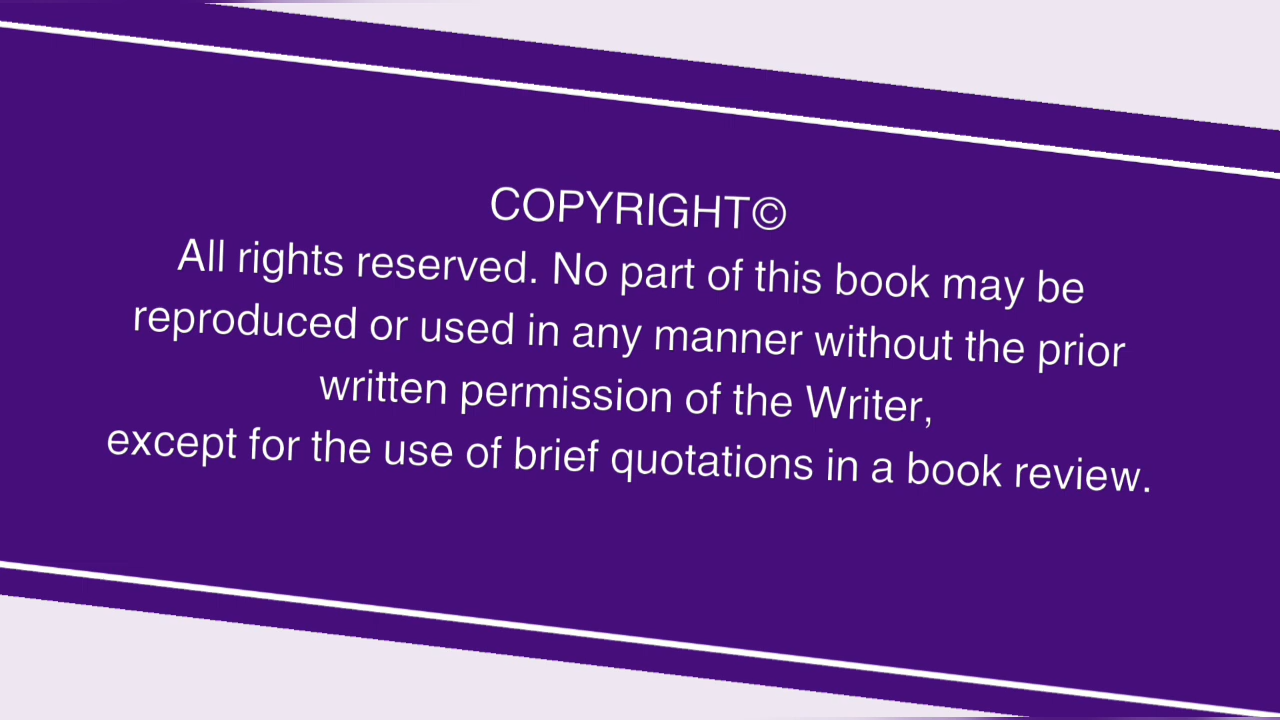 COPYRIGHT©
All rights reserved. No part of this book may be
reproduced or used in any manner without the prior
written permission of the Writer,
except for the use of brief quotations in a book review.